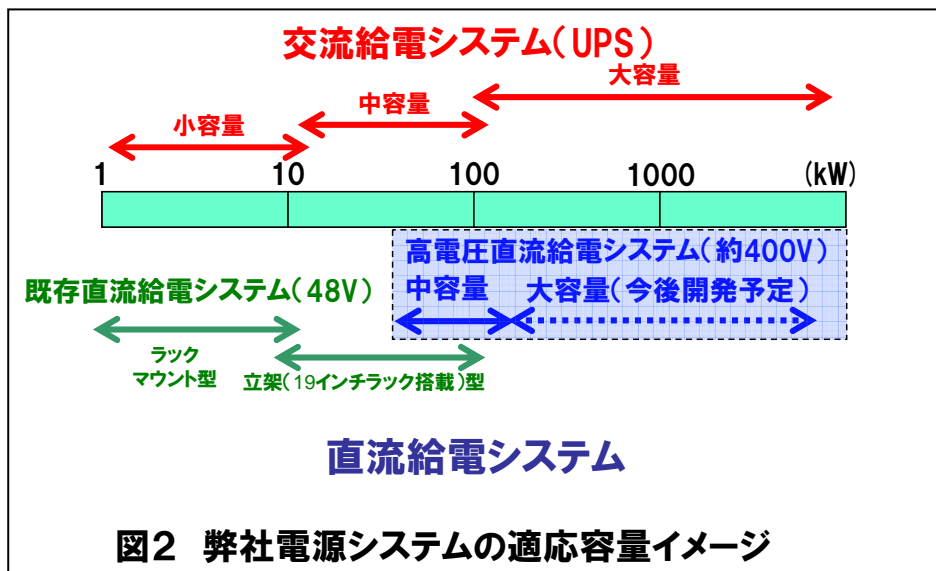 交流給電システム(UPS)
大容量
中容量
小容量
1 10 100 1000 (kW)
高電圧直流給電システム(約400V)
既存直流給電システム(48V)
中容量 大容量(今後開発予定)
ラック
マウント型
立架(19インチラック搭載)型
直流給電システム
図2 弊社電源システムの適応容量イメージ